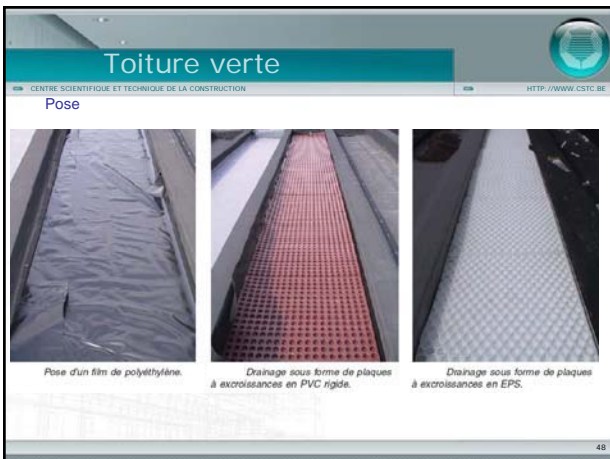 Toiture verte
CENTRE SCIENTIFIQUE ET TECHNIQUE DE LA CONSTRUCTION
HTTP://WWW.CSTC.BE
Pose
Pose d'un film de polyéthylène.
Drainage sous forme de plaques
à excroissances en PVC rigide.
Drainage sous forme de plaques
à excroissances en EPS.
48